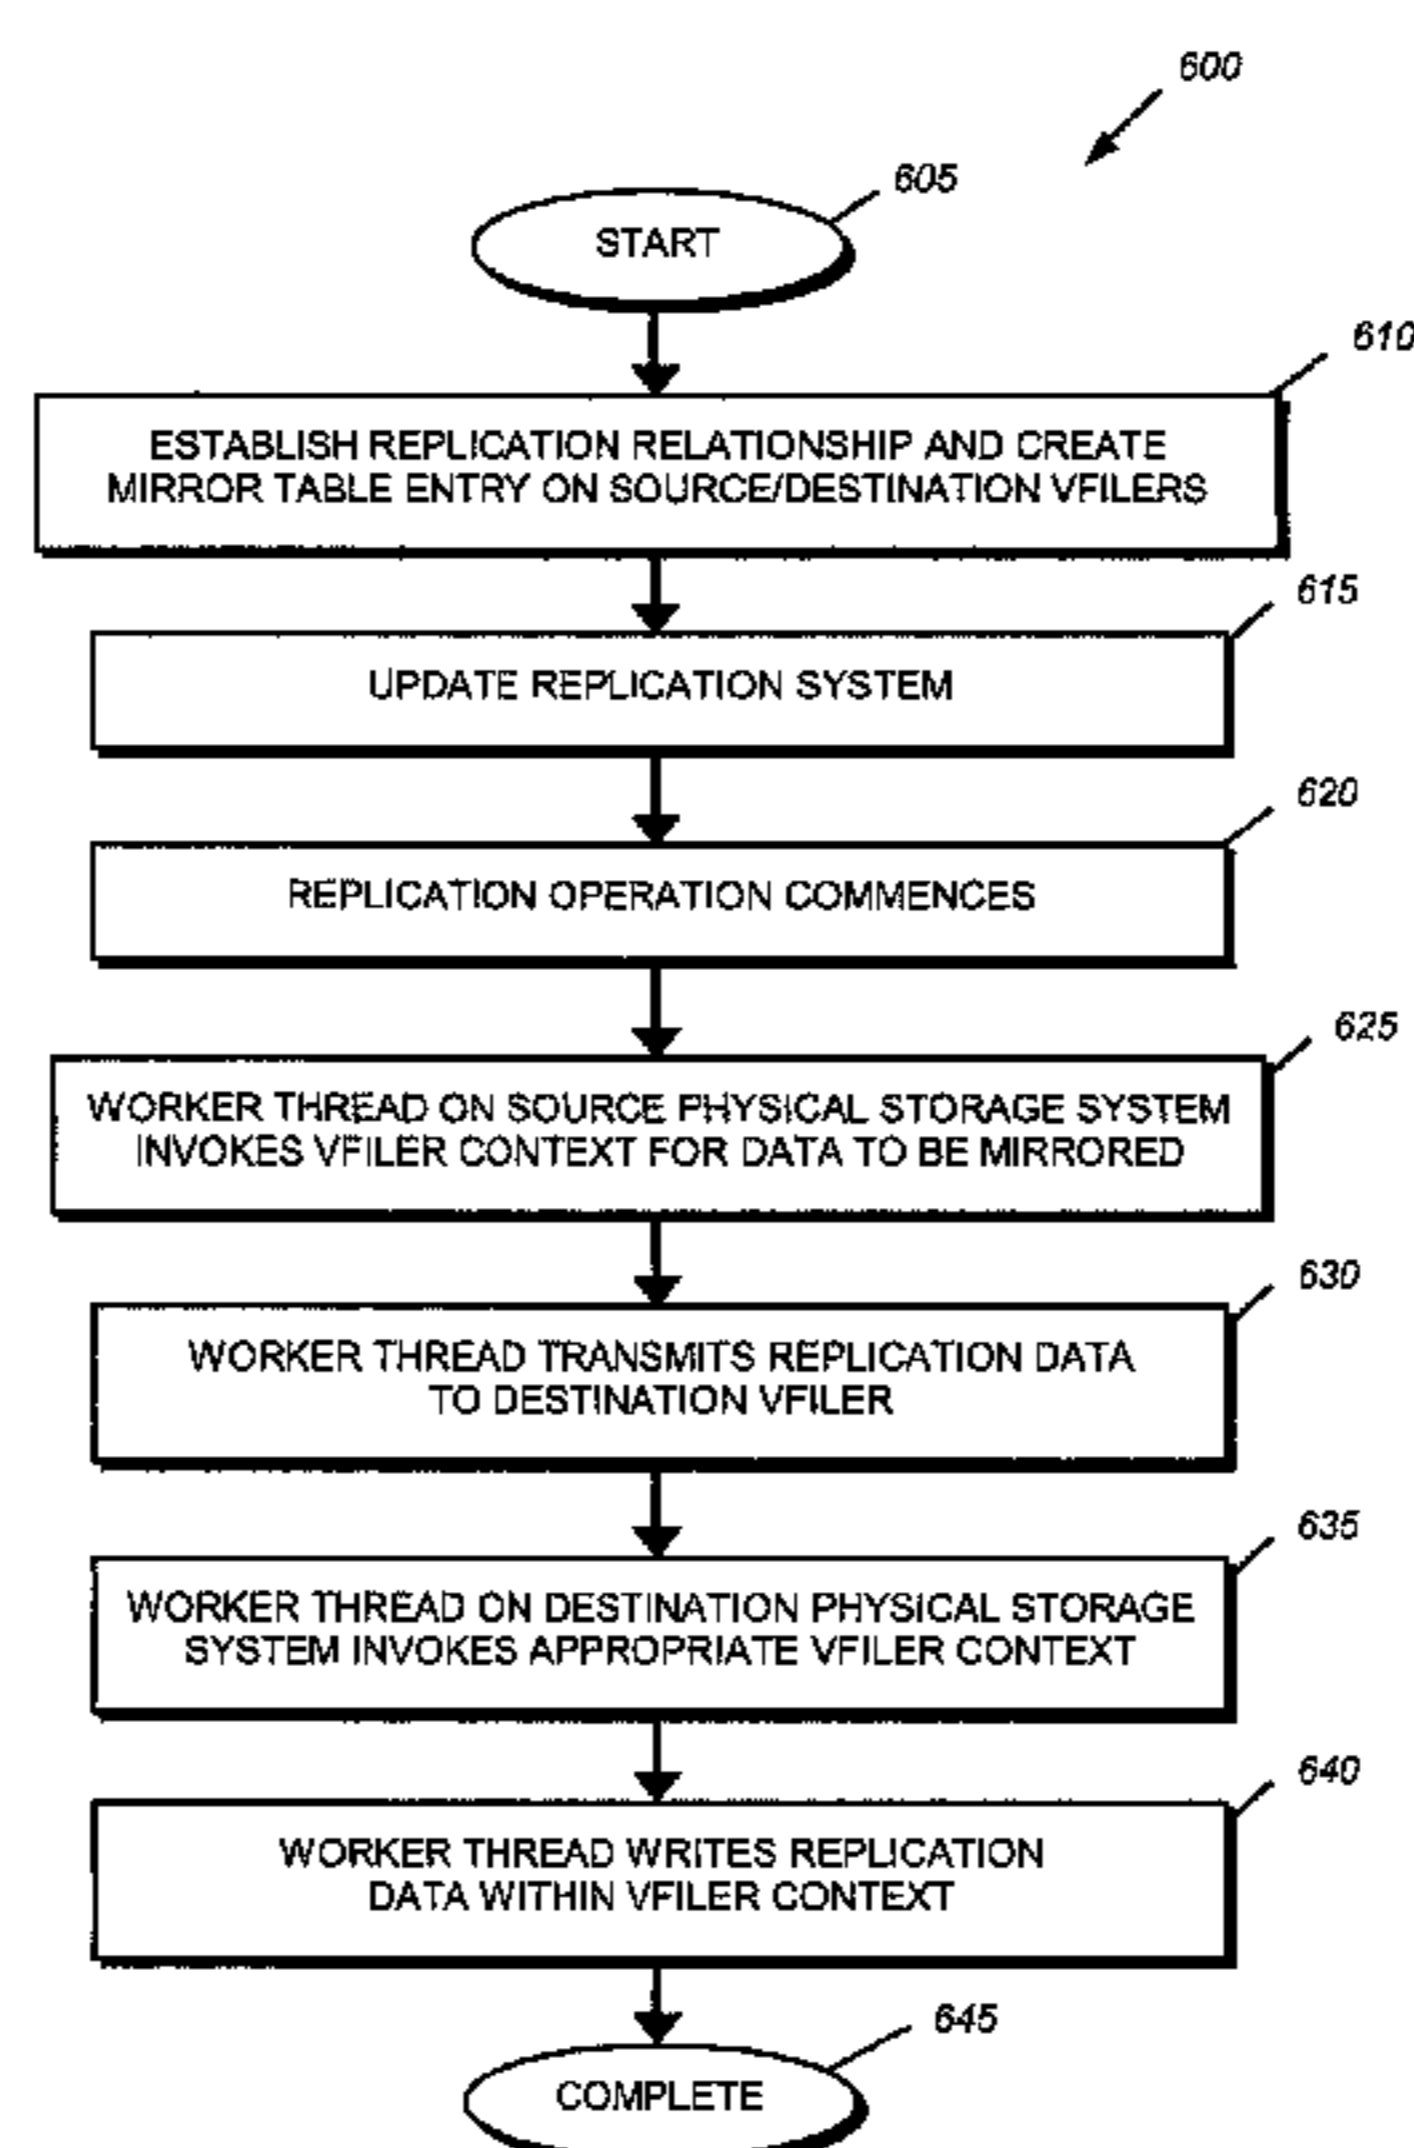 600
605
START
610
ESTABLISH REPLICATION RELATIONSHIP AND CREATE
MIRROR TABLE ENTRY ON SOURCE/DESTINATION VFILERS
615
UPDATE REPLICATION SYSTEM
620
REPLICATION OPERATION COMMENCES
625
WORKER THREAD ON SOURCE PHYSICAL STORAGE SYSTEM
INVOKES VFILER CONTEXT FOR DATA TO BE MIRRORED
630
WORKER THREAD TRANSMITS REPLICATION DATA
TO DESTINATION VFILER
635
WORKER THREAD ON DESTINATION PHYSICAL STORAGE
SYSTEM INVOKES APPROPRIATE VFILER CONTEXT
640
WORKER THREAD WRITES REPLICATION
DATA WITHIN VFILER CONTEXT
645
COMPLETE